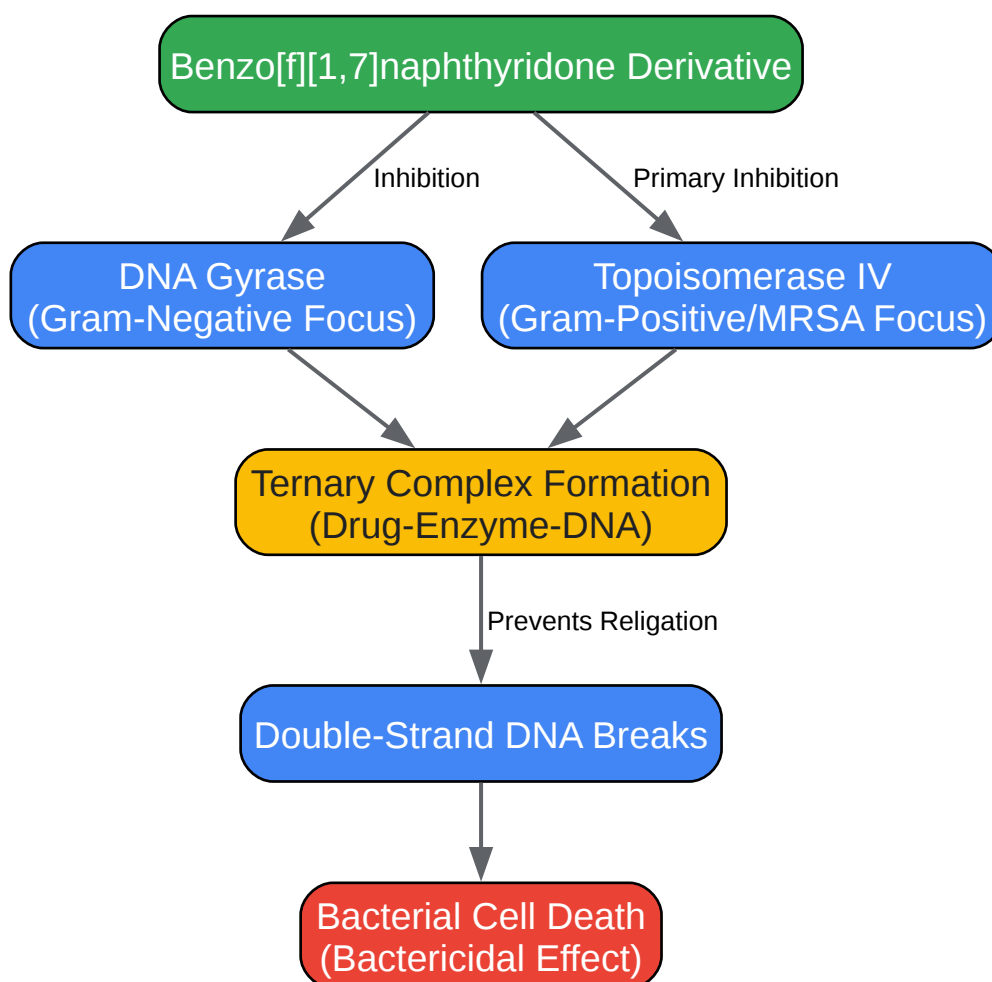 Benzo[f][1,7]naphthyridone Derivative
Inhibition
Primary Inhibition
DNA Gyrase
(Gram-Negative Focus)
Topoisomerase IV
(Gram-Positive/MRSA Focus)
Ternary Complex Formation
(Drug-Enzyme-DNA)
Prevents Religation
Double-Strand DNA Breaks
Bacterial Cell Death
(Bactericidal Effect)